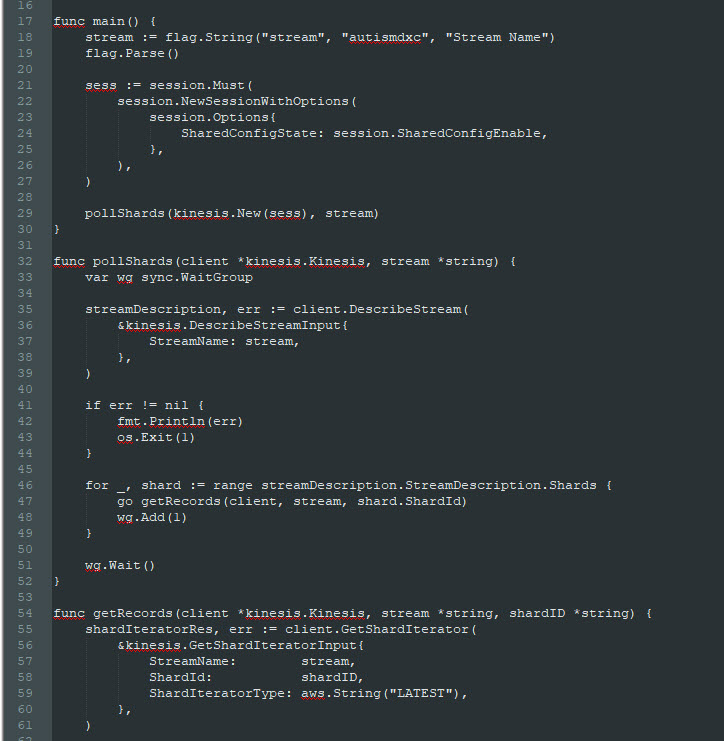 16
17 func main() {
18 stream := flag.String("stream", "autismdxc", "Stream Name")
19 flag.Parse()
20
21 sess := session.Must(
22 session.NewSessionWithOptions(
23 session.Options{
24 SharedConfigState: session.SharedConfigEnable,
25 },
26 ),
27 )
28
29 pollShards(kinesis.New(sess), stream)
30 }
31
32 func pollShards(client *kinesis.Kinesis, stream *string) {
33 var wg sync.WaitGroup
34
35 streamDescription, err := client.DescribeStream(
36 &kinesis.DescribeStreamInput{
37 StreamName: stream,
38 },
39 )
40
41 if err != nil {
42 fmt.Println(err)
43 os.Exit(1)
44 }
45
46 for _, shard := range streamDescription.StreamDescription.Shards {
47 go getRecords(client, stream, shard.ShardId)
48 wg.Add(1)
49 }
50
51 wg.Wait()
52 }
53
54 func getRecords(client *kinesis.Kinesis, stream *string, shardID *string) {
55 shardIteratorRes, err := client.GetShardIterator(
56 &kinesis.GetShardIteratorInput{
57 StreamName: stream,
58 ShardId: shardID,
59 ShardIteratorType: aws.String("LATEST"),
60 },
61 )
62